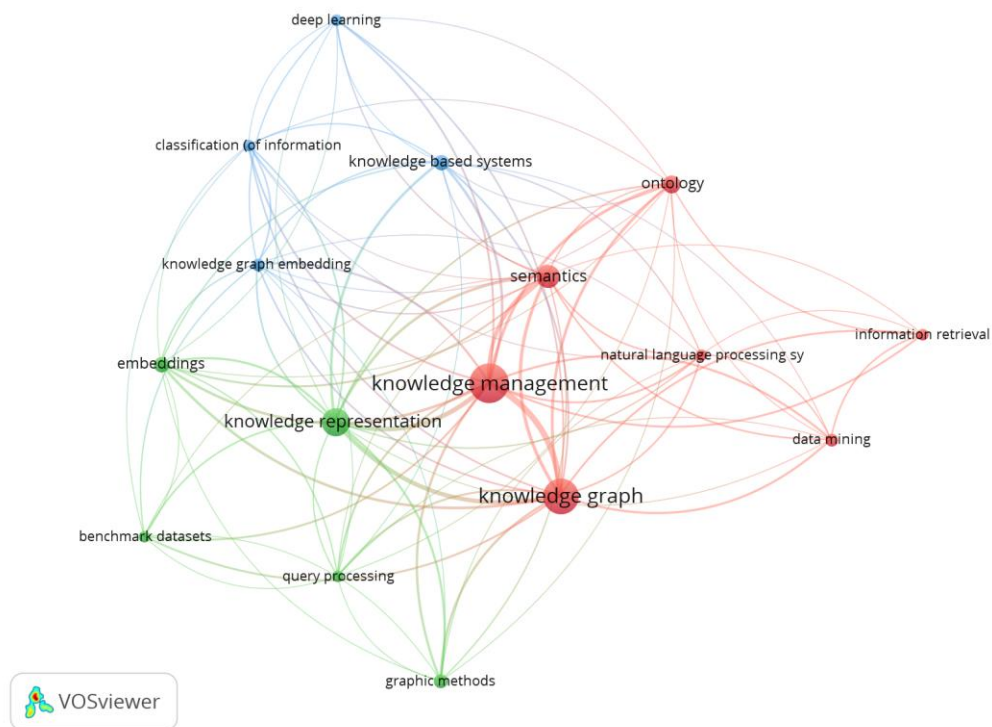 deep learning
classification (of information
knowledge based systems
ontology
knowledge graph embedding
semantics
information retrieval
natural language processing sy
embeddings
knowledge management
knowledge representation
data mining
knowledge graph
benchmark datasets
query processing
graphic methods
VOSviewer